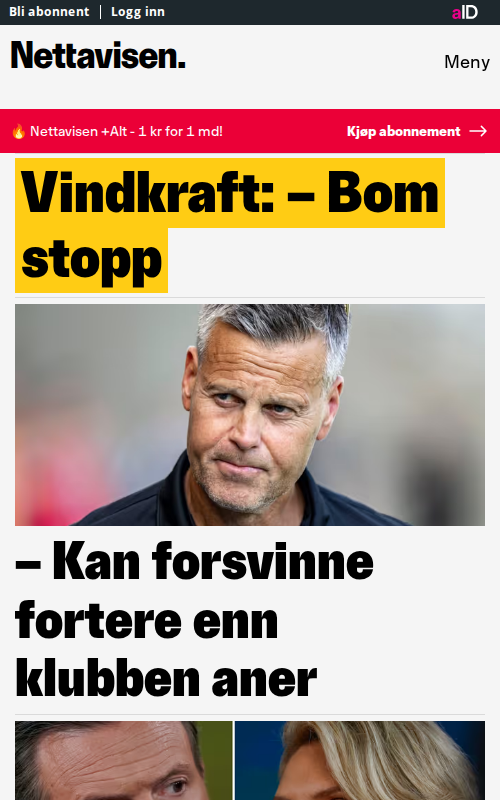 Bli abonnent | Logg inn
aID
Nettavisen.
Meny
🔥 Nettavisen +Alt - 1 kr for 1 md!
Kjøp abonnement →
Vindkraft: – Bom
stopp
– Kan forsvinne
fortere enn
klubben aner